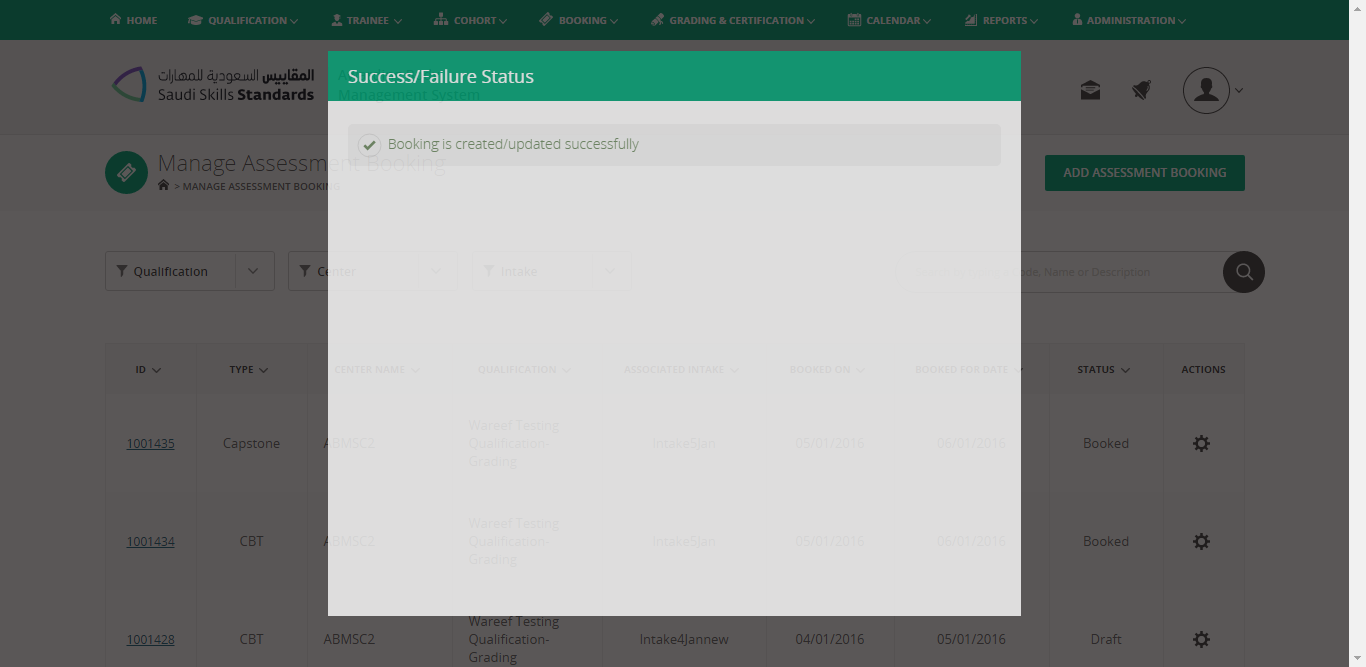 HOME QUALIFICATION TRAINEE COHORT BOOKING GRADING & CERTIFICATION CALENDAR REPORTS ADMINISTRATION
Success/Failure Status
المقاييس السعودية للمهارات
Saudi Skills Standards
Management System
Booking is created/updated successfully
Manage Assessment Booking
> MANAGE ASSESSMENT BOOKING
ADD ASSESSMENT BOOKING
Qualification Center Intake Code, Name or Description
ID TYPE CENTER NAME QUALIFICATION ASSOCIATED INTAKE BOOKED ON BOOKED FOR DATE STATUS ACTIONS
Wareef Testing
1001435 Capstone ABMSC2 Qualification- Intake5Jan 05/01/2016 06/01/2016 Booked
Grading
Wareef Testing
1001434 CBT ABMSC2 Qualification- Intake5Jan 05/01/2016 06/01/2016 Booked
Grading
Wareef Testing
1001428 CBT ABMSC2 Qualification- Intake4Jannew 04/01/2016 05/01/2016 Draft
Grading